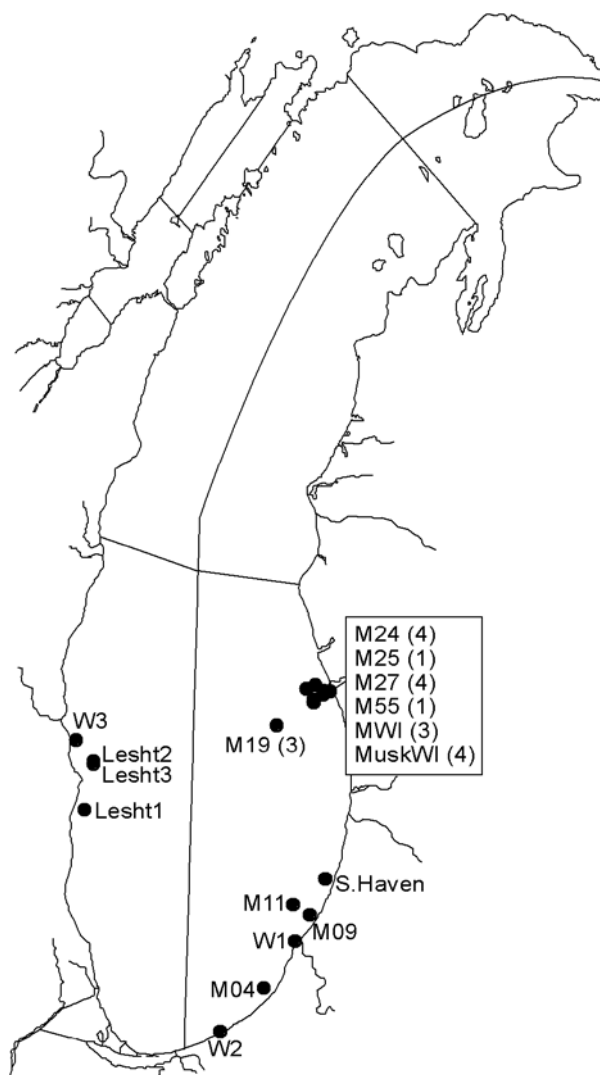 M24 (4)
M25 (1)
M27 (4)
M55 (1)
MWI (3)
MuskWI (4)
W3
M19 (3)
Lesht2
Lesht3
Lesht1
S.Haven
M11
M09
W1
M04
W2